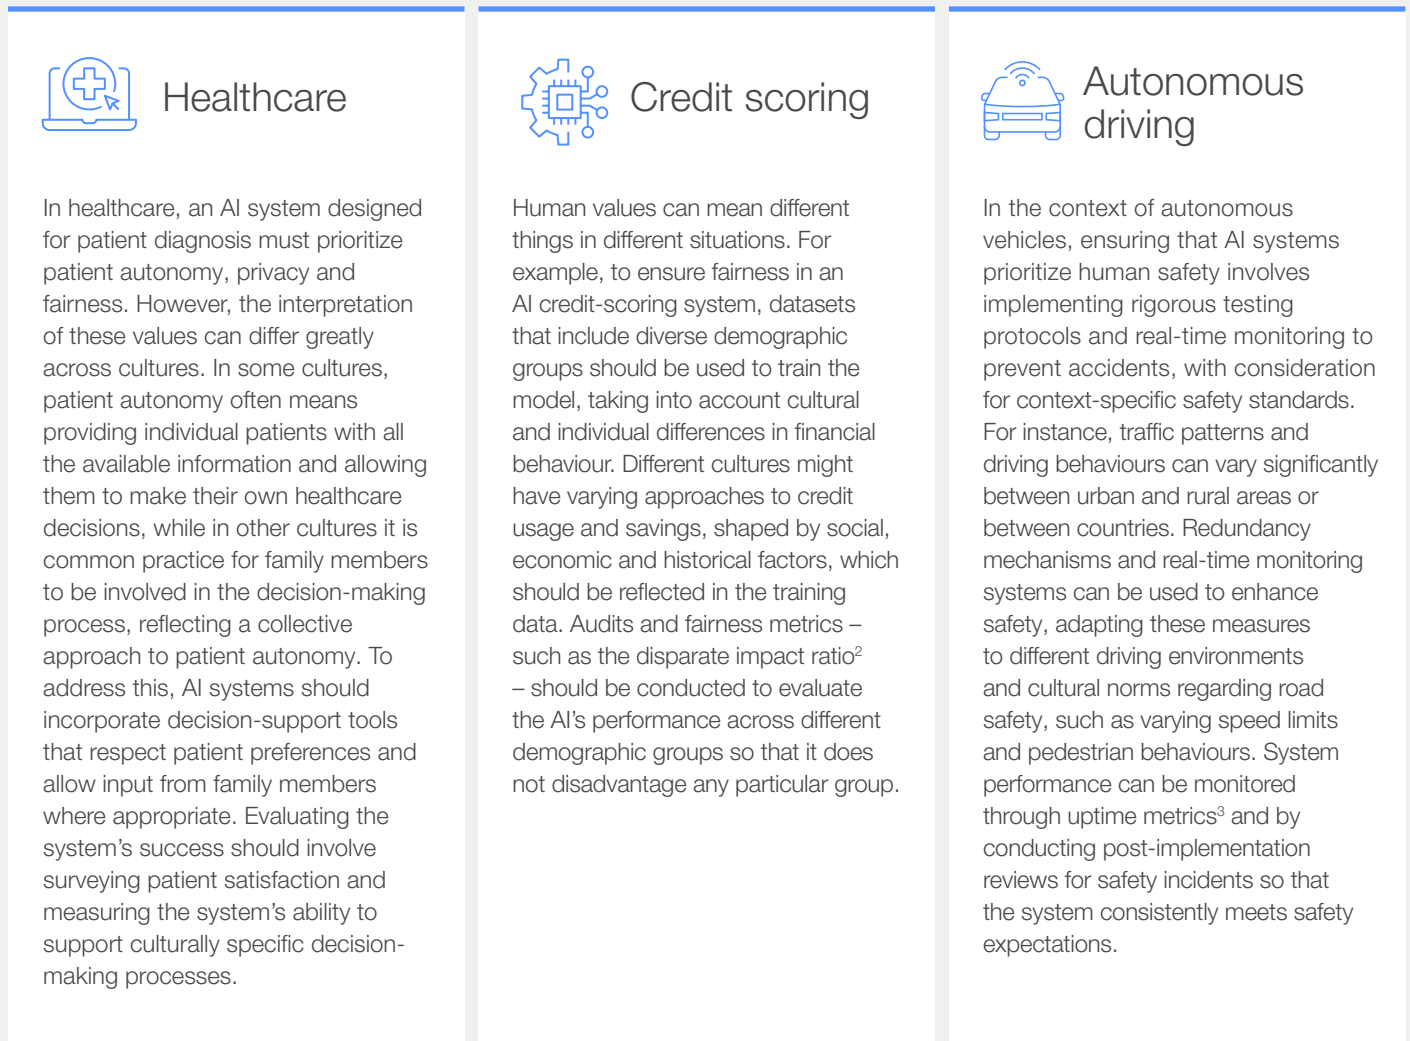 Healthcare
In healthcare, an AI system designed
for patient diagnosis must prioritize
patient autonomy, privacy and
fairness. However, the interpretation
of these values can differ greatly
across cultures. In some cultures,
patient autonomy often means
providing individual patients with all
the available information and allowing
them to make their own healthcare
decisions, while in other cultures it is
common practice for family members
to be involved in the decision-making
process, reflecting a collective
approach to patient autonomy. To
address this, AI systems should
incorporate decision-support tools
that respect patient preferences and
allow input from family members
where appropriate. Evaluating the
system’s success should involve
surveying patient satisfaction and
measuring the system’s ability to
support culturally specific decision-
making processes.
Credit scoring
Human values can mean different
things in different situations. For
example, to ensure fairness in an
AI credit-scoring system, datasets
that include diverse demographic
groups should be used to train the
model, taking into account cultural
and individual differences in financial
behaviour. Different cultures might
have varying approaches to credit
usage and savings, shaped by social,
economic and historical factors, which
should be reflected in the training
data. Audits and fairness metrics –
such as the disparate impact ratio²
– should be conducted to evaluate
the AI’s performance across different
demographic groups so that it does
not disadvantage any particular group.
Autonomous
driving
In the context of autonomous
vehicles, ensuring that AI systems
prioritize human safety involves
implementing rigorous testing
protocols and real-time monitoring to
prevent accidents, with consideration
for context-specific safety standards.
For instance, traffic patterns and
driving behaviours can vary significantly
between urban and rural areas or
between countries. Redundancy
mechanisms and real-time monitoring
systems can be used to enhance
safety, adapting these measures
to different driving environments
and cultural norms regarding road
safety, such as varying speed limits
and pedestrian behaviours. System
performance can be monitored
through uptime metrics³ and by
conducting post-implementation
reviews for safety incidents so that
the system consistently meets safety
expectations.